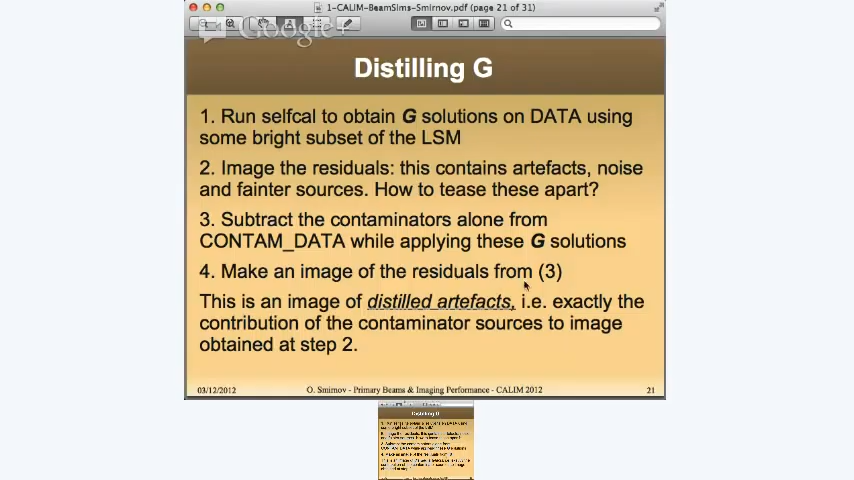 1-CALIM-BeamSims-Smirnov.pdf (page 21 of 31)
Google+
Distilling G
1. Run selfcal to obtain G solutions on DATA using
some bright subset of the LSM
2. Image the residuals: this contains artefacts, noise
and fainter sources. How to tease these apart?
3. Subtract the contaminators alone from
CONTAM_DATA while applying these G solutions
4. Make an image of the residuals from (3)
This is an image of distilled artefacts, i.e. exactly the
contribution of the contaminator sources to image
obtained at step 2.
03/12/2012
O. Smirnov - Primary Beams & Imaging Performance - CALIM 2012
21
Distilling G